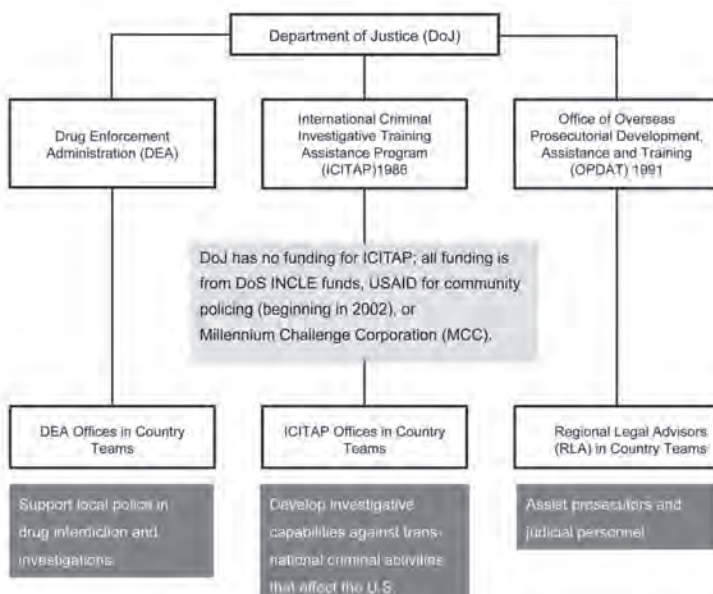 Department of Justice (DoJ)
Drug Enforcement
Administration (DEA)
International Criminal
Investigative Training
Assistance Program
(ICITAP)1986
Office of Overseas
Prosecutorial Development,
Assistance and Training
(OPDAT) 1991
DoJ has no funding for ICITAP; all funding is
from DoS INCLE funds, USAID for community
policing (beginning in 2002), or
Millennium Challenge Corporation (MCC).
DEA Offices in Country
Teams
ICITAP Offices in Country
Teams
Regional Legal Advisors
(RLA) in Country Teams
Support local police in
drug interdiction and
investigations.
Develop investigative
capabilities against trans-
national criminal activities
that effect the U.S.
Assist prosecutors and
judicial personnel